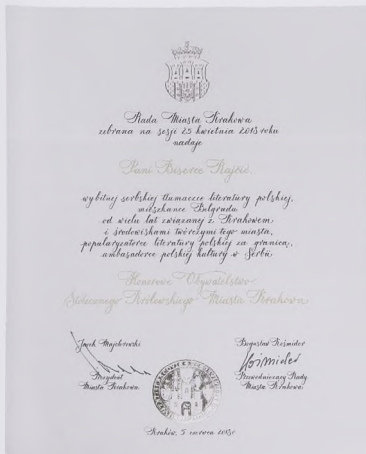 Rada Miasta Krakowa
zebrana na sesji 25 kwietnia 2018 roku
nadaje
Pani Biserce Rajčić
wybitnej serbskiej tłumaczce literatury polskiej,
mieszkance Belgradu
od wielu lat związanej z Krakowem
i środowiskami twórczymi tego miasta,
popularyzatorce literatury polskiej za granicą,
ambasadorce polskiej kultury w Serbii
Honorowe Obywatelstwo
Stołecznego Królewskiego Miasta Krakowa
Jacek Majchrowski
Prezydent
Miasta Krakowa
Bogusław Kośmider
Kośmider
Przewodniczący Rady
Miasta Krakowa
Kraków, 5 czerwca 2018r